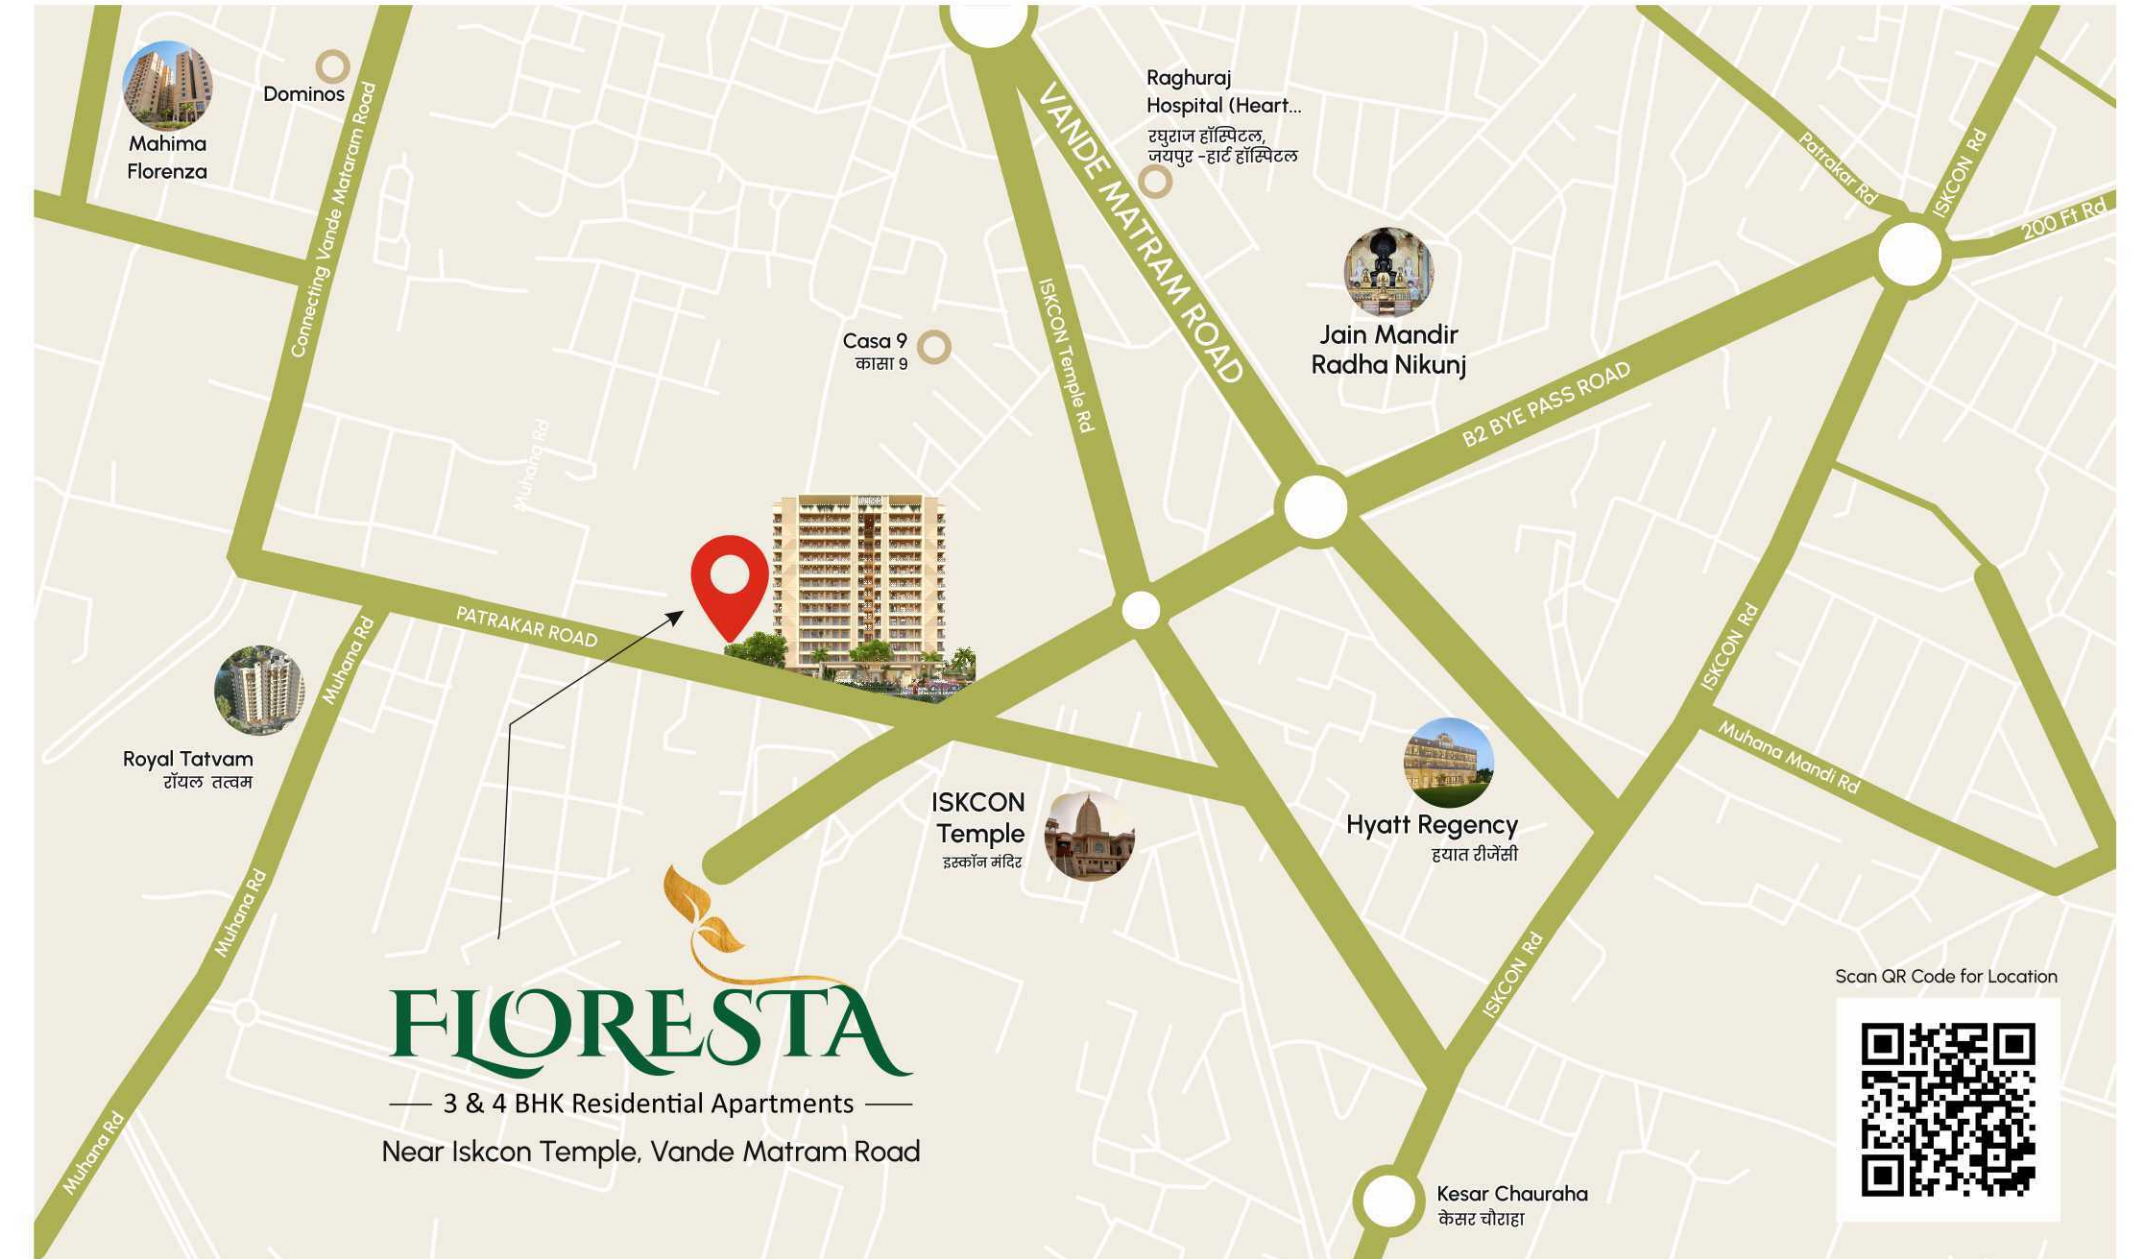 Mahima
Florenza
Dominos
Connecting Vande Mataram Road
VANDE MATRAM ROAD
Raghuraj
Hospital (Heart...
रघुराज हॉस्पिटल,
जयपुर -हार्ट हॉस्पिटल
Patrakar Rd
ISKCON Rd
200 Ft Rd
Casa 9
कासा 9
ISKCON Temple Rd
Jain Mandir
Radha Nikunj
B2 BYE PASS ROAD
Muhana Rd
PATRAKAR ROAD
Muhana Rd
Royal Tatvam
रॉयल तत्वम
ISKCON Rd
Muhana Mandi Rd
ISKCON
Temple
इस्कॉन मंदिर
Hyatt Regency
हयात रीजेंसी
Muhana Rd
ISKCON Rd
FLORESTA
3 & 4 BHK Residential Apartments
Near Iskcon Temple, Vande Matram Road
Scan QR Code for Location
Muhana Rd
Kesar Chauraha
केसर चौराहा